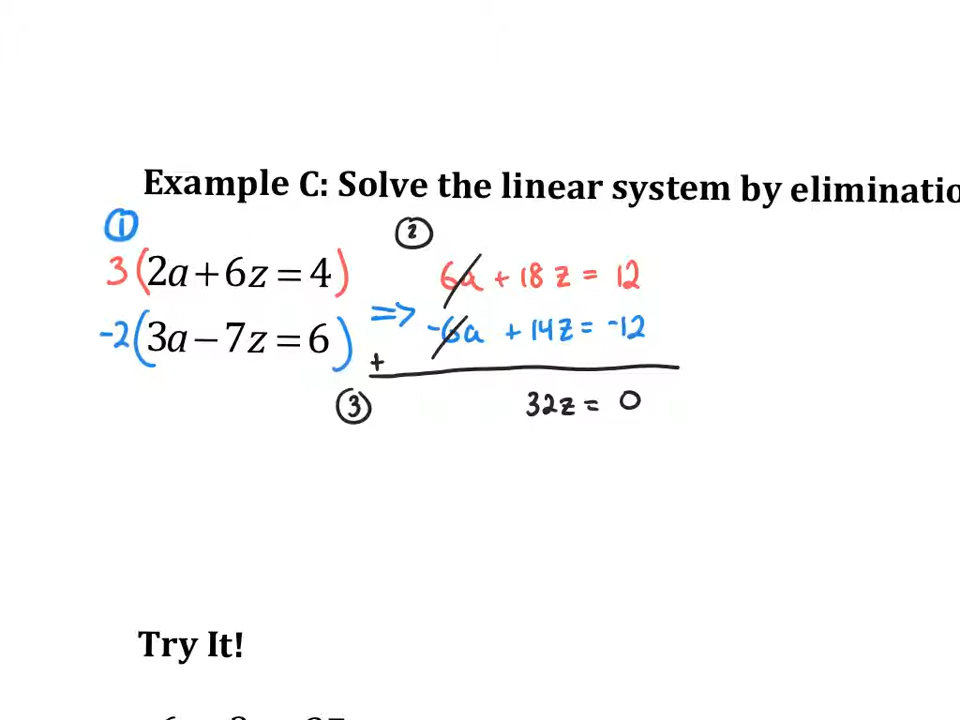 Example C: Solve the linear system by eliminatio
① ②
3(2a+6z=4) 6a + 18z = 12
=>
-2(3a−7z=6) -6a + 14z = -12
+
③ 32z = 0
Try It!